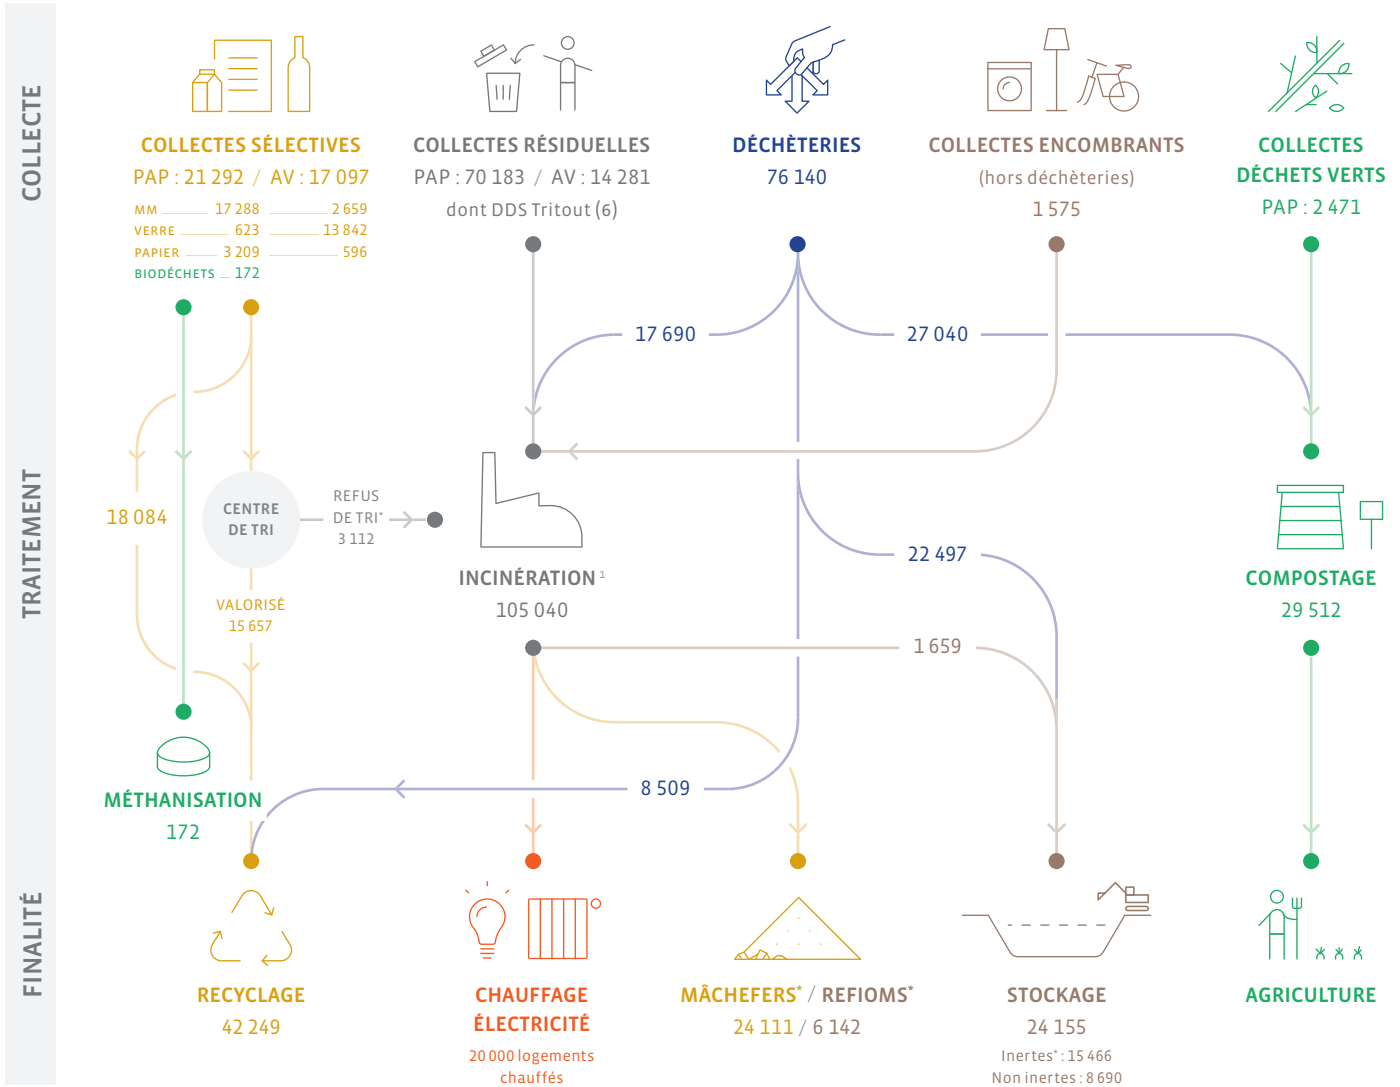 COLLECTE
COLLECTES SÉLECTIVES
PAP : 21 292 / AV : 17 097
MM 17 288 2 659
VERRE 623 13 842
PAPIER 3 209 596
BIODÉCHETS 172
COLLECTES RÉSIDUELLES
PAP : 70 183 / AV : 14 281
dont DDS Tritout (6)
DÉCHÈTERIES
76 140
COLLECTES ENCOMBRANTS
(hors déchèteries)
1 575
COLLECTES
DÉCHETS VERTS
PAP : 2 471
17 690
27 040
TRAITEMENT
18 084
CENTRE
DE TRI
REFUS
DE TRI*
3 112
VALORISÉ
15 657
INCINÉRATION 1
105 040
22 497
COMPOSTAGE
29 512
1 659
MÉTHANISATION
172
8 509
FINALITÉ
RECYCLAGE
42 249
CHAUFFAGE
ÉLECTRICITÉ
20 000 logements
chauffés
MÂCHEFERS* / REFIOMS*
24 111 / 6 142
STOCKAGE
24 155
Inertes* : 15 466
Non inertes : 8 690
AGRICULTURE